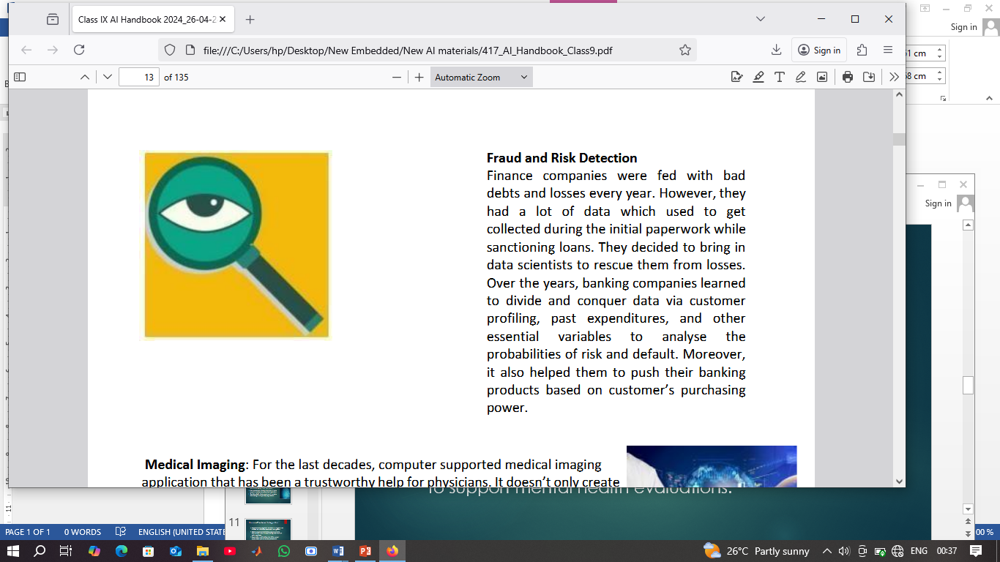 Class IX AI Handbook 2024_26-04-2
Sign in
file:///C:/Users/hp/Desktop/New Embedded/New AI materials/417_AI_Handbook_Class9.pdf
Sign in
13 of 135
Automatic Zoom
61 cm
68 cm
Fraud and Risk Detection
Finance companies were fed with bad
debts and losses every year. However, they
had a lot of data which used to get
collected during the initial paperwork while
sanctioning loans. They decided to bring in
data scientists to rescue them from losses.
Over the years, banking companies learned
to divide and conquer data via customer
profiling, past expenditures, and other
essential variables to analyse the
probabilities of risk and default. Moreover,
it also helped them to push their banking
products based on customer’s purchasing
power.
Sign in
Medical Imaging: For the last decades, computer supported medical imaging
application that has been a trustworthy help for physicians. It doesn’t only create
to support mental health evaluations.
11
PAGE 1 OF 1 0 WORDS ENGLISH (UNITED STATE
00 %
26°C Partly sunny
ENG 00:37